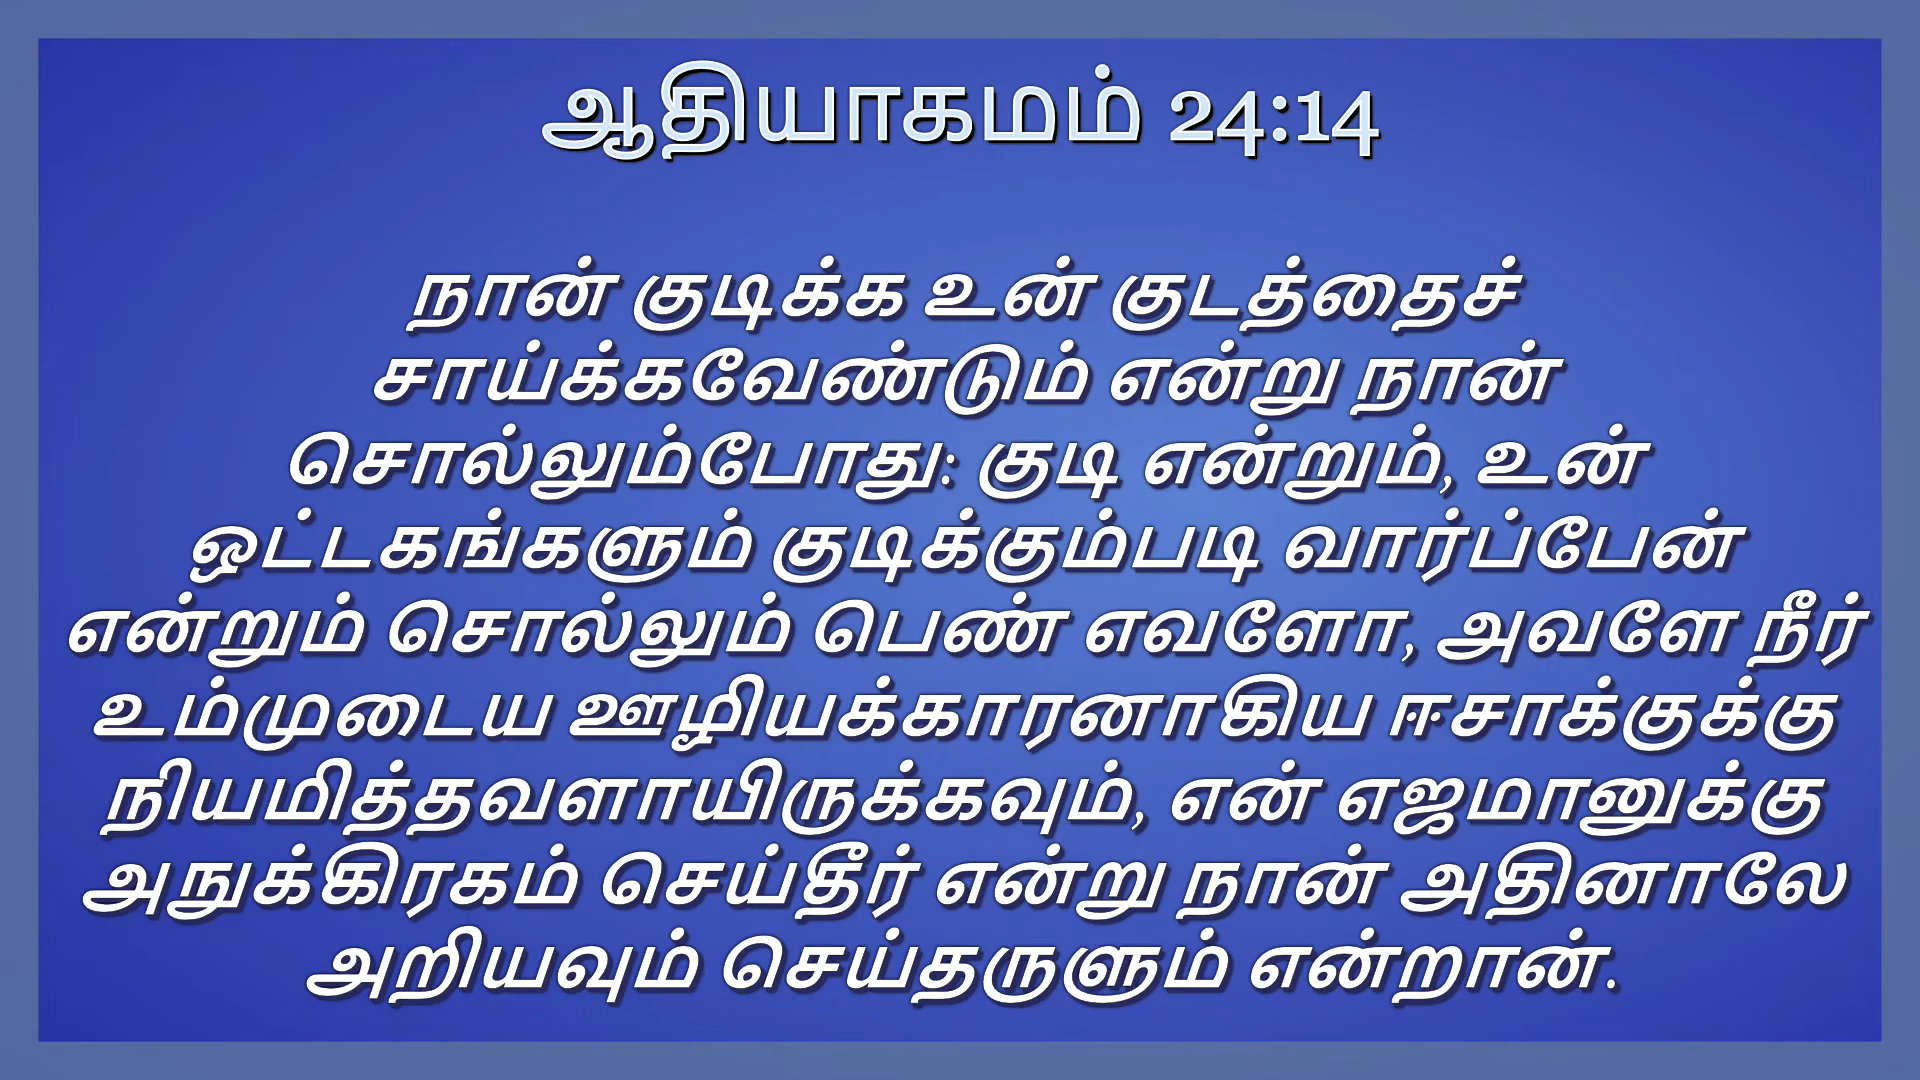 ஆதியாகமம் 24:14
நான் குடிக்க உன் குடத்தைச்
சாய்க்கவேண்டும் என்று நான்
சொல்லும்போது: குடி என்றும், உன்
ஒட்டகங்களும் குடிக்கும்படி வார்ப்பேன்
என்றும் சொல்லும் பெண் எவளோ, அவளே நீர்
உம்முடைய ஊழியக்காரனாகிய ஈசாக்குக்கு
நியமித்தவளாயிருக்கவும், என் எஜமானுக்கு
அநுக்கிரகம் செய்தீர் என்று நான் அதினாலே
அறியவும் செய்தருளும் என்றான்.